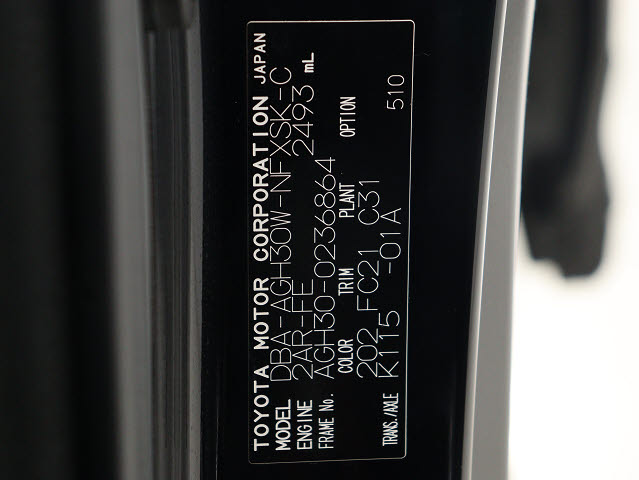 TOYOTA MOTOR CORPORATION JAPAN
MODEL DBA-AGH30W-NFXSK-C
ENGINE 2AR-FE 2493 mL
FRAME No. AGH30-0236864
COLOR TRIM PLANT OPTION
202 FC21 C31
TRANS./AXLE K115 -01A 510